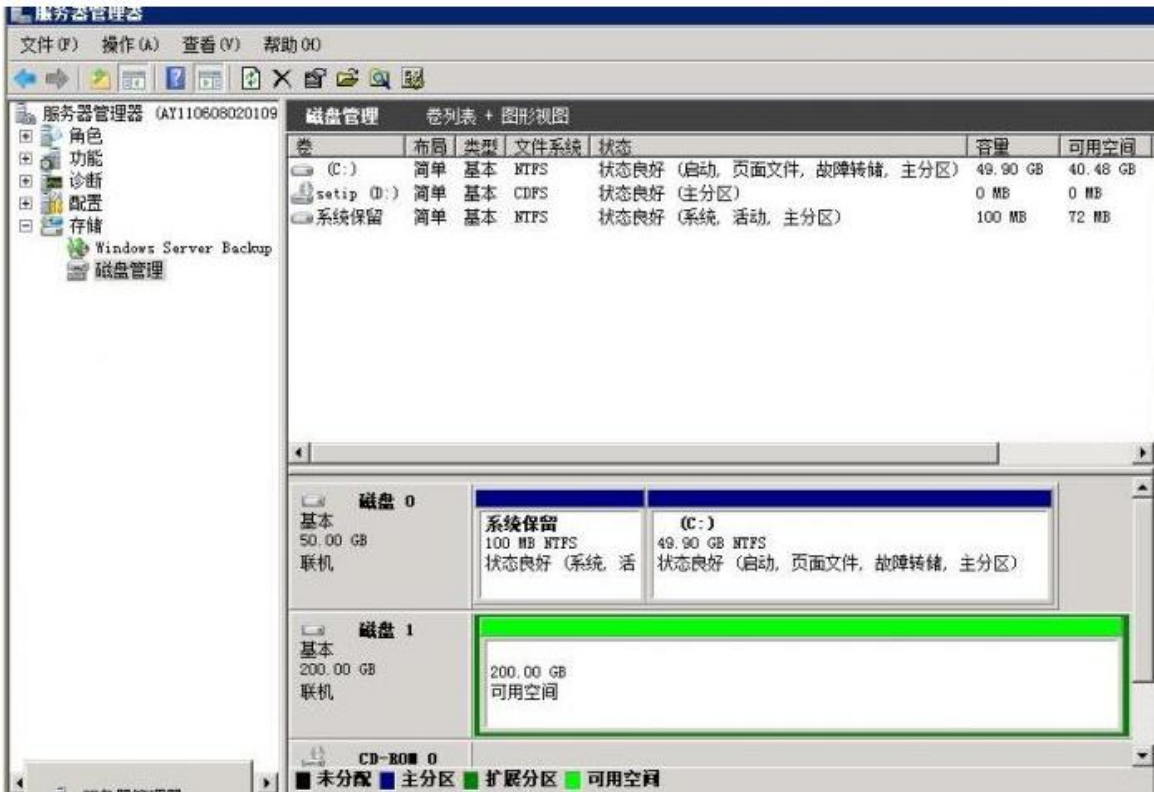 服务器管理器
文件(F) 操作(A) 查看(V) 帮助(H)
服务器管理器 (AY110608020109
角色
功能
诊断
配置
存储
Windows Server Backup
磁盘管理
磁盘管理 卷列表 + 图形视图
卷 布局 类型 文件系统 状态 容量 可用空间
(C:) 简单 基本 NTFS 状态良好 (启动, 页面文件, 故障转储, 主分区) 49.90 GB 40.48 GB
setip (D:) 简单 基本 CDFS 状态良好 (主分区) 0 MB 0 MB
系统保留 简单 基本 NTFS 状态良好 (系统, 活动, 主分区) 100 MB 72 MB
磁盘 0
基本
50.00 GB
联机
系统保留
100 MB NTFS
状态良好 (系统, 活
(C:)
49.90 GB NTFS
状态良好 (启动, 页面文件, 故障转储, 主分区)
磁盘 1
基本
200.00 GB
联机
200.00 GB
可用空间
CD-ROM 0
未分配 主分区 扩展分区 可用空间